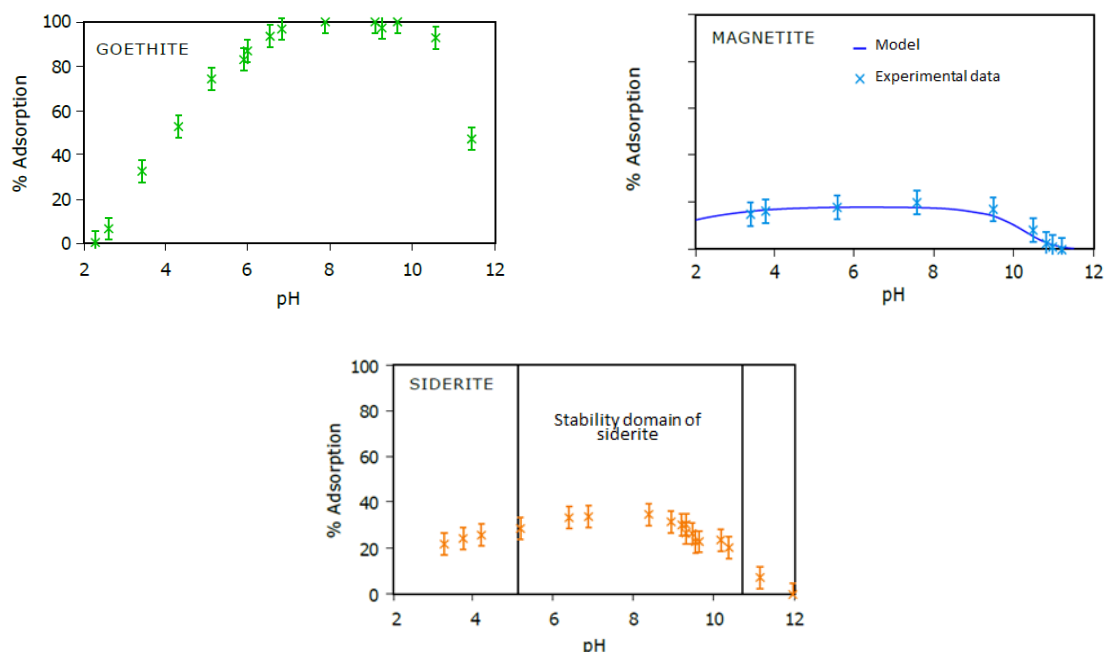 GOETHITE
% Adsorption
100
80
60
40
20
0
2 4 6 8 10 12
pH
MAGNETITE
Model
Experimental data
% Adsorption
2 4 6 8 10 12
pH
SIDERITE
Stability domain of
siderite
% Adsorption
100
80
60
40
20
0
2 4 6 8 10 12
pH